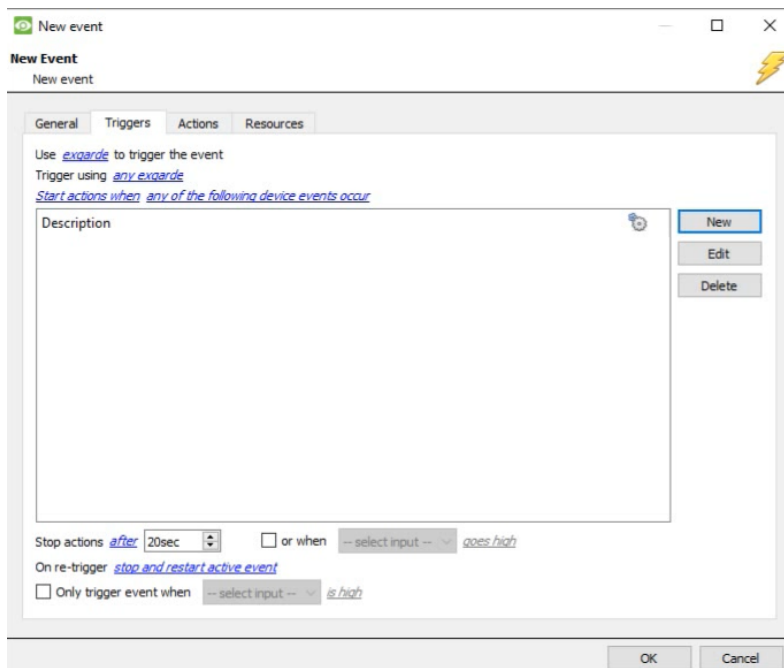 New event
New Event
New event
General Triggers Actions Resources
Use exgarde to trigger the event
Trigger using any exgarde
Start actions when any of the following device events occur
Description
New
Edit
Delete
Stop actions after 20sec or when -- select input -- goes high
On re-trigger stop and restart active event
Only trigger event when -- select input -- is high
OK Cancel